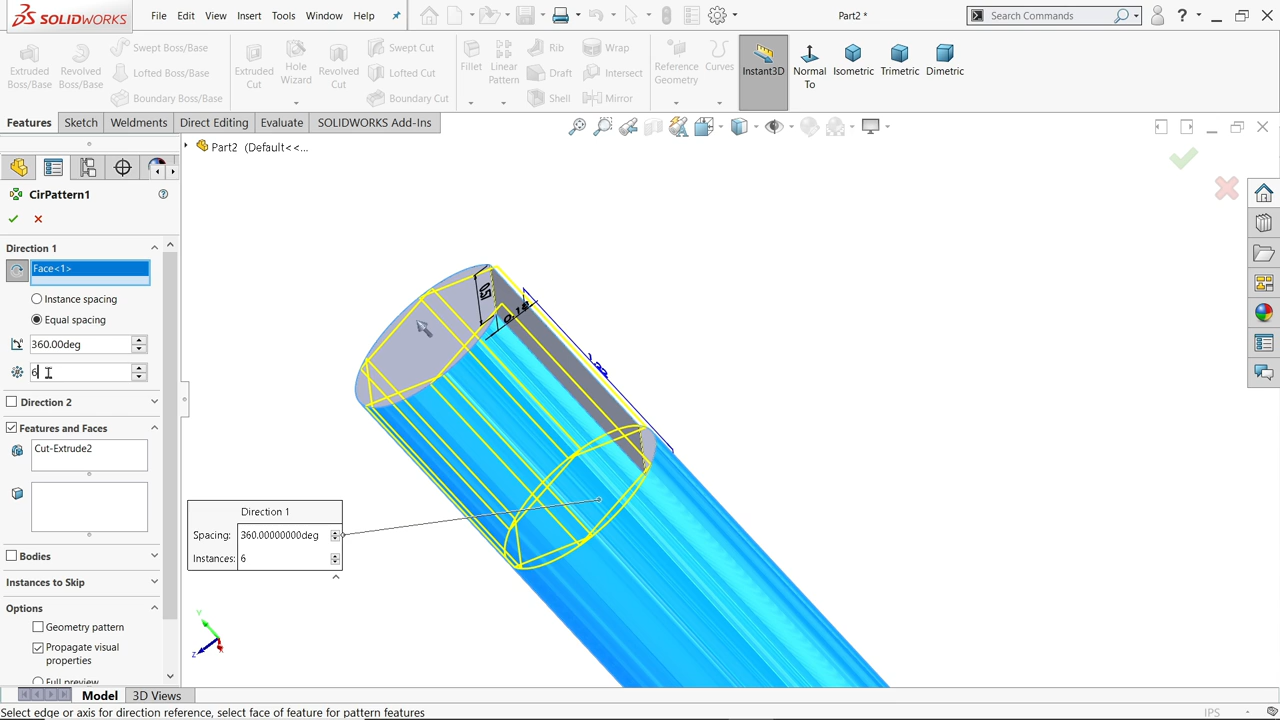 SOLIDWORKS
File Edit View Insert Tools Window Help
Part2 *
Search Commands
Extruded Boss/Base
Revolved Boss/Base
Swept Boss/Base
Lofted Boss/Base
Boundary Boss/Base
Extruded Cut
Hole Wizard
Revolved Cut
Swept Cut
Lofted Cut
Boundary Cut
Fillet
Linear Pattern
Rib
Draft
Shell
Wrap
Intersect
Mirror
Reference Geometry
Curves
Instant3D
Normal To
Isometric
Trimetric
Dimetric
Features Sketch Weldments Direct Editing Evaluate SOLIDWORKS Add-Ins
Part2 (Default<<...
CirPattern1
Direction 1
Face<1>
Instance spacing
Equal spacing
360.00deg
6
Direction 2
Features and Faces
Cut-Extrude2
Bodies
Instances to Skip
Options
Geometry pattern
Propagate visual
properties
Full preview
Direction 1
Spacing: 360.00000000deg
Instances: 6
Y
Z
Model 3D Views
Select edge or axis for direction reference, select face of feature for pattern features
IPS